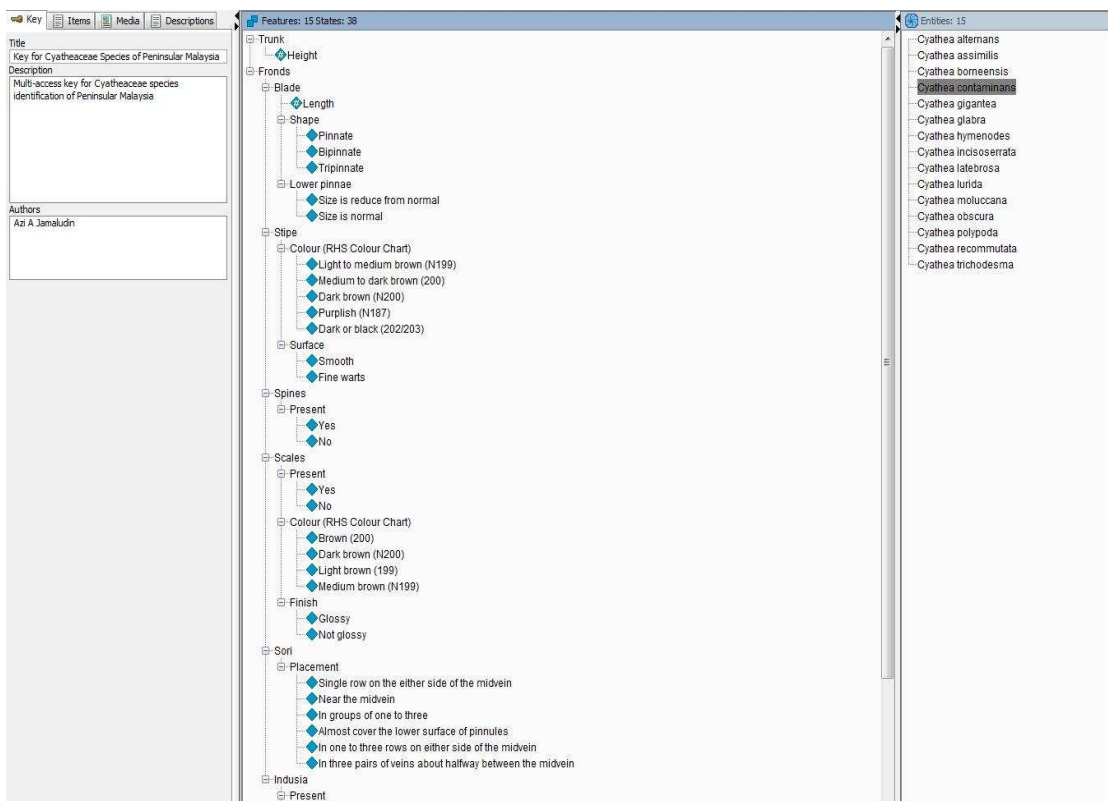 Key
Items
Media
Descriptions
Title
Key for Cyatheaceae Species of Peninsular Malaysia
Description
Multi-access key for Cyatheaceae species
identification of Peninsular Malaysia
Authors
Azi A Jamaludin
Features: 15 States: 38
Trunk
Height
Fronds
Blade
Length
Shape
Pinnate
Bipinnate
Tripinnate
Lower pinnae
Size is reduce from normal
Size is normal
Stipe
Colour (RHS Colour Chart)
Light to medium brown (N199)
Medium to dark brown (200)
Dark brown (N200)
Purplish (N187)
Dark or black (202/203)
Surface
Smooth
Fine warts
Spines
Present
Yes
No
Scales
Present
Yes
No
Colour (RHS Colour Chart)
Brown (200)
Dark brown (N200)
Light brown (199)
Medium brown (N199)
Finish
Glossy
Not glossy
Sori
Placement
Single row on the either side of the midvein
Near the midvein
In groups of one to three
Almost cover the lower surface of pinnules
In one to three rows on either side of the midvein
In three pairs of veins about halfway between the midvein
Indusia
Present
Entities: 15
Cyathea alternans
Cyathea assimilis
Cyathea borneensis
Cyathea contaminans
Cyathea gigantea
Cyathea glabra
Cyathea hymenodes
Cyathea incisoserrata
Cyathea latebrosa
Cyathea lurida
Cyathea moluccana
Cyathea obscura
Cyathea polypoda
Cyathea recommutata
Cyathea trichodesma